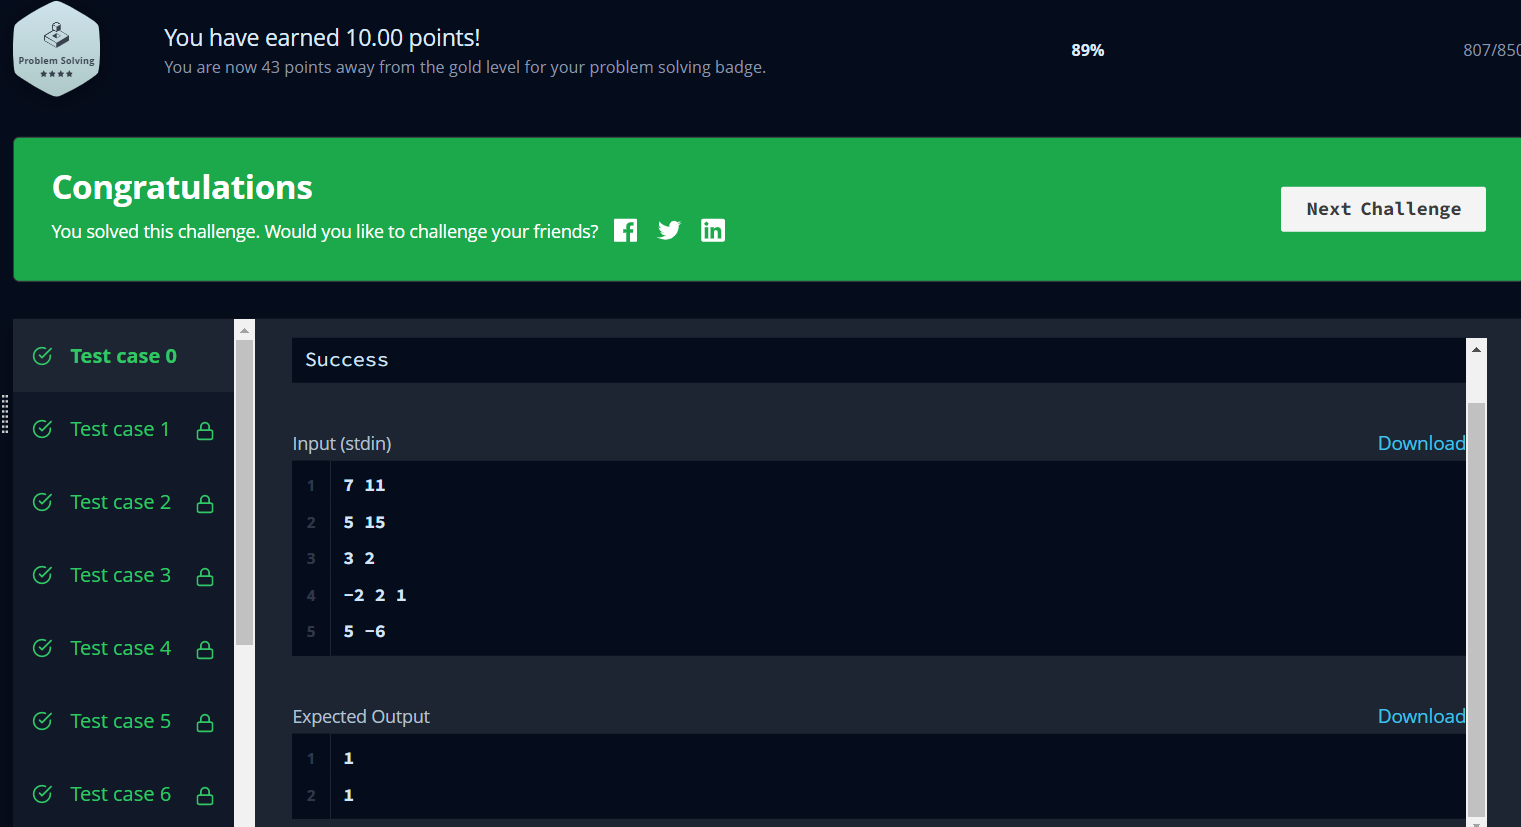 Problem Solving
You have earned 10.00 points!
You are now 43 points away from the gold level for your problem solving badge.
89%
807/850
Congratulations
You solved this challenge. Would you like to challenge your friends?
Next Challenge
Test case 0
Test case 1
Test case 2
Test case 3
Test case 4
Test case 5
Test case 6
Success
Input (stdin)
Download
1 7 11
2 5 15
3 3 2
4 -2 2 1
5 5 -6
Expected Output
Download
1 1
2 1